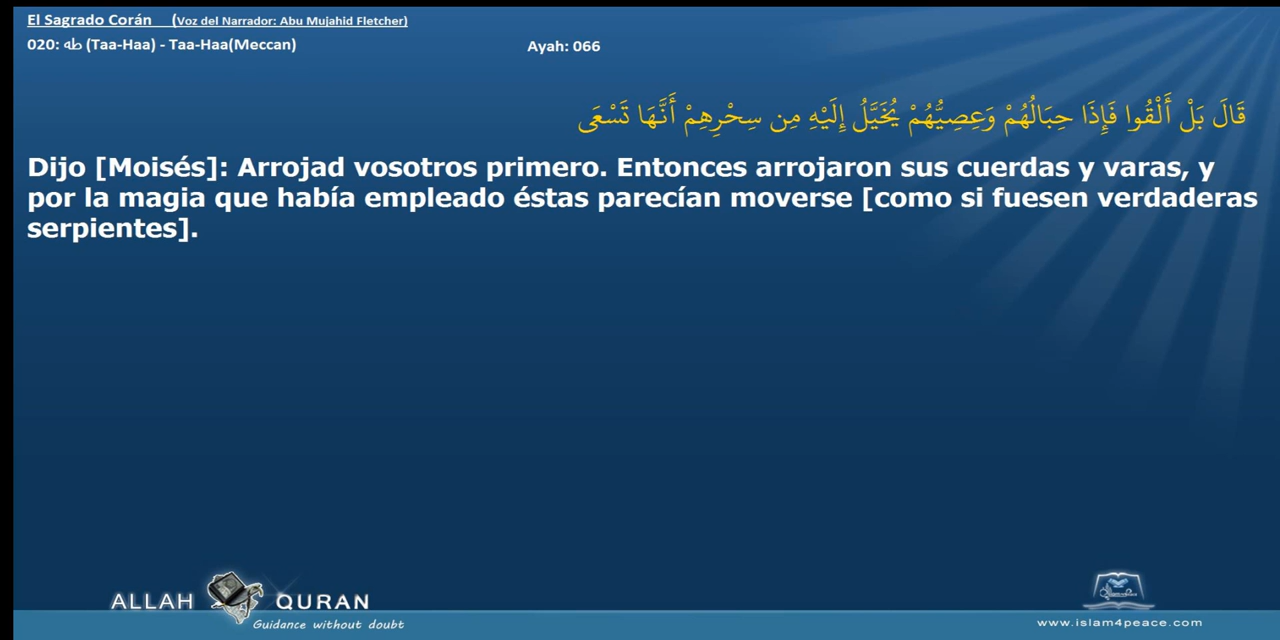 El Sagrado Corán (Voz del Narrador: Abu Mujahid Fletcher)
020: طه (Taa-Haa) - Taa-Haa(Meccan) Ayah: 066
قَالَ بَلْ أَلْقُوا فَإِذَا حِبَالُهُمْ وَعِصِيُّهُمْ يُخَيَّلُ إِلَيْهِ مِن سِحْرِهِمْ أَنَّهَا تَسْعَى
Dijo [Moisés]: Arrojad vosotros primero. Entonces arrojaron sus cuerdas y varas, y
por la magia que había empleado éstas parecían moverse [como si fuesen verdaderas
serpientes].
ALLAH QURAN
Guidance without doubt
www.islam4peace.com